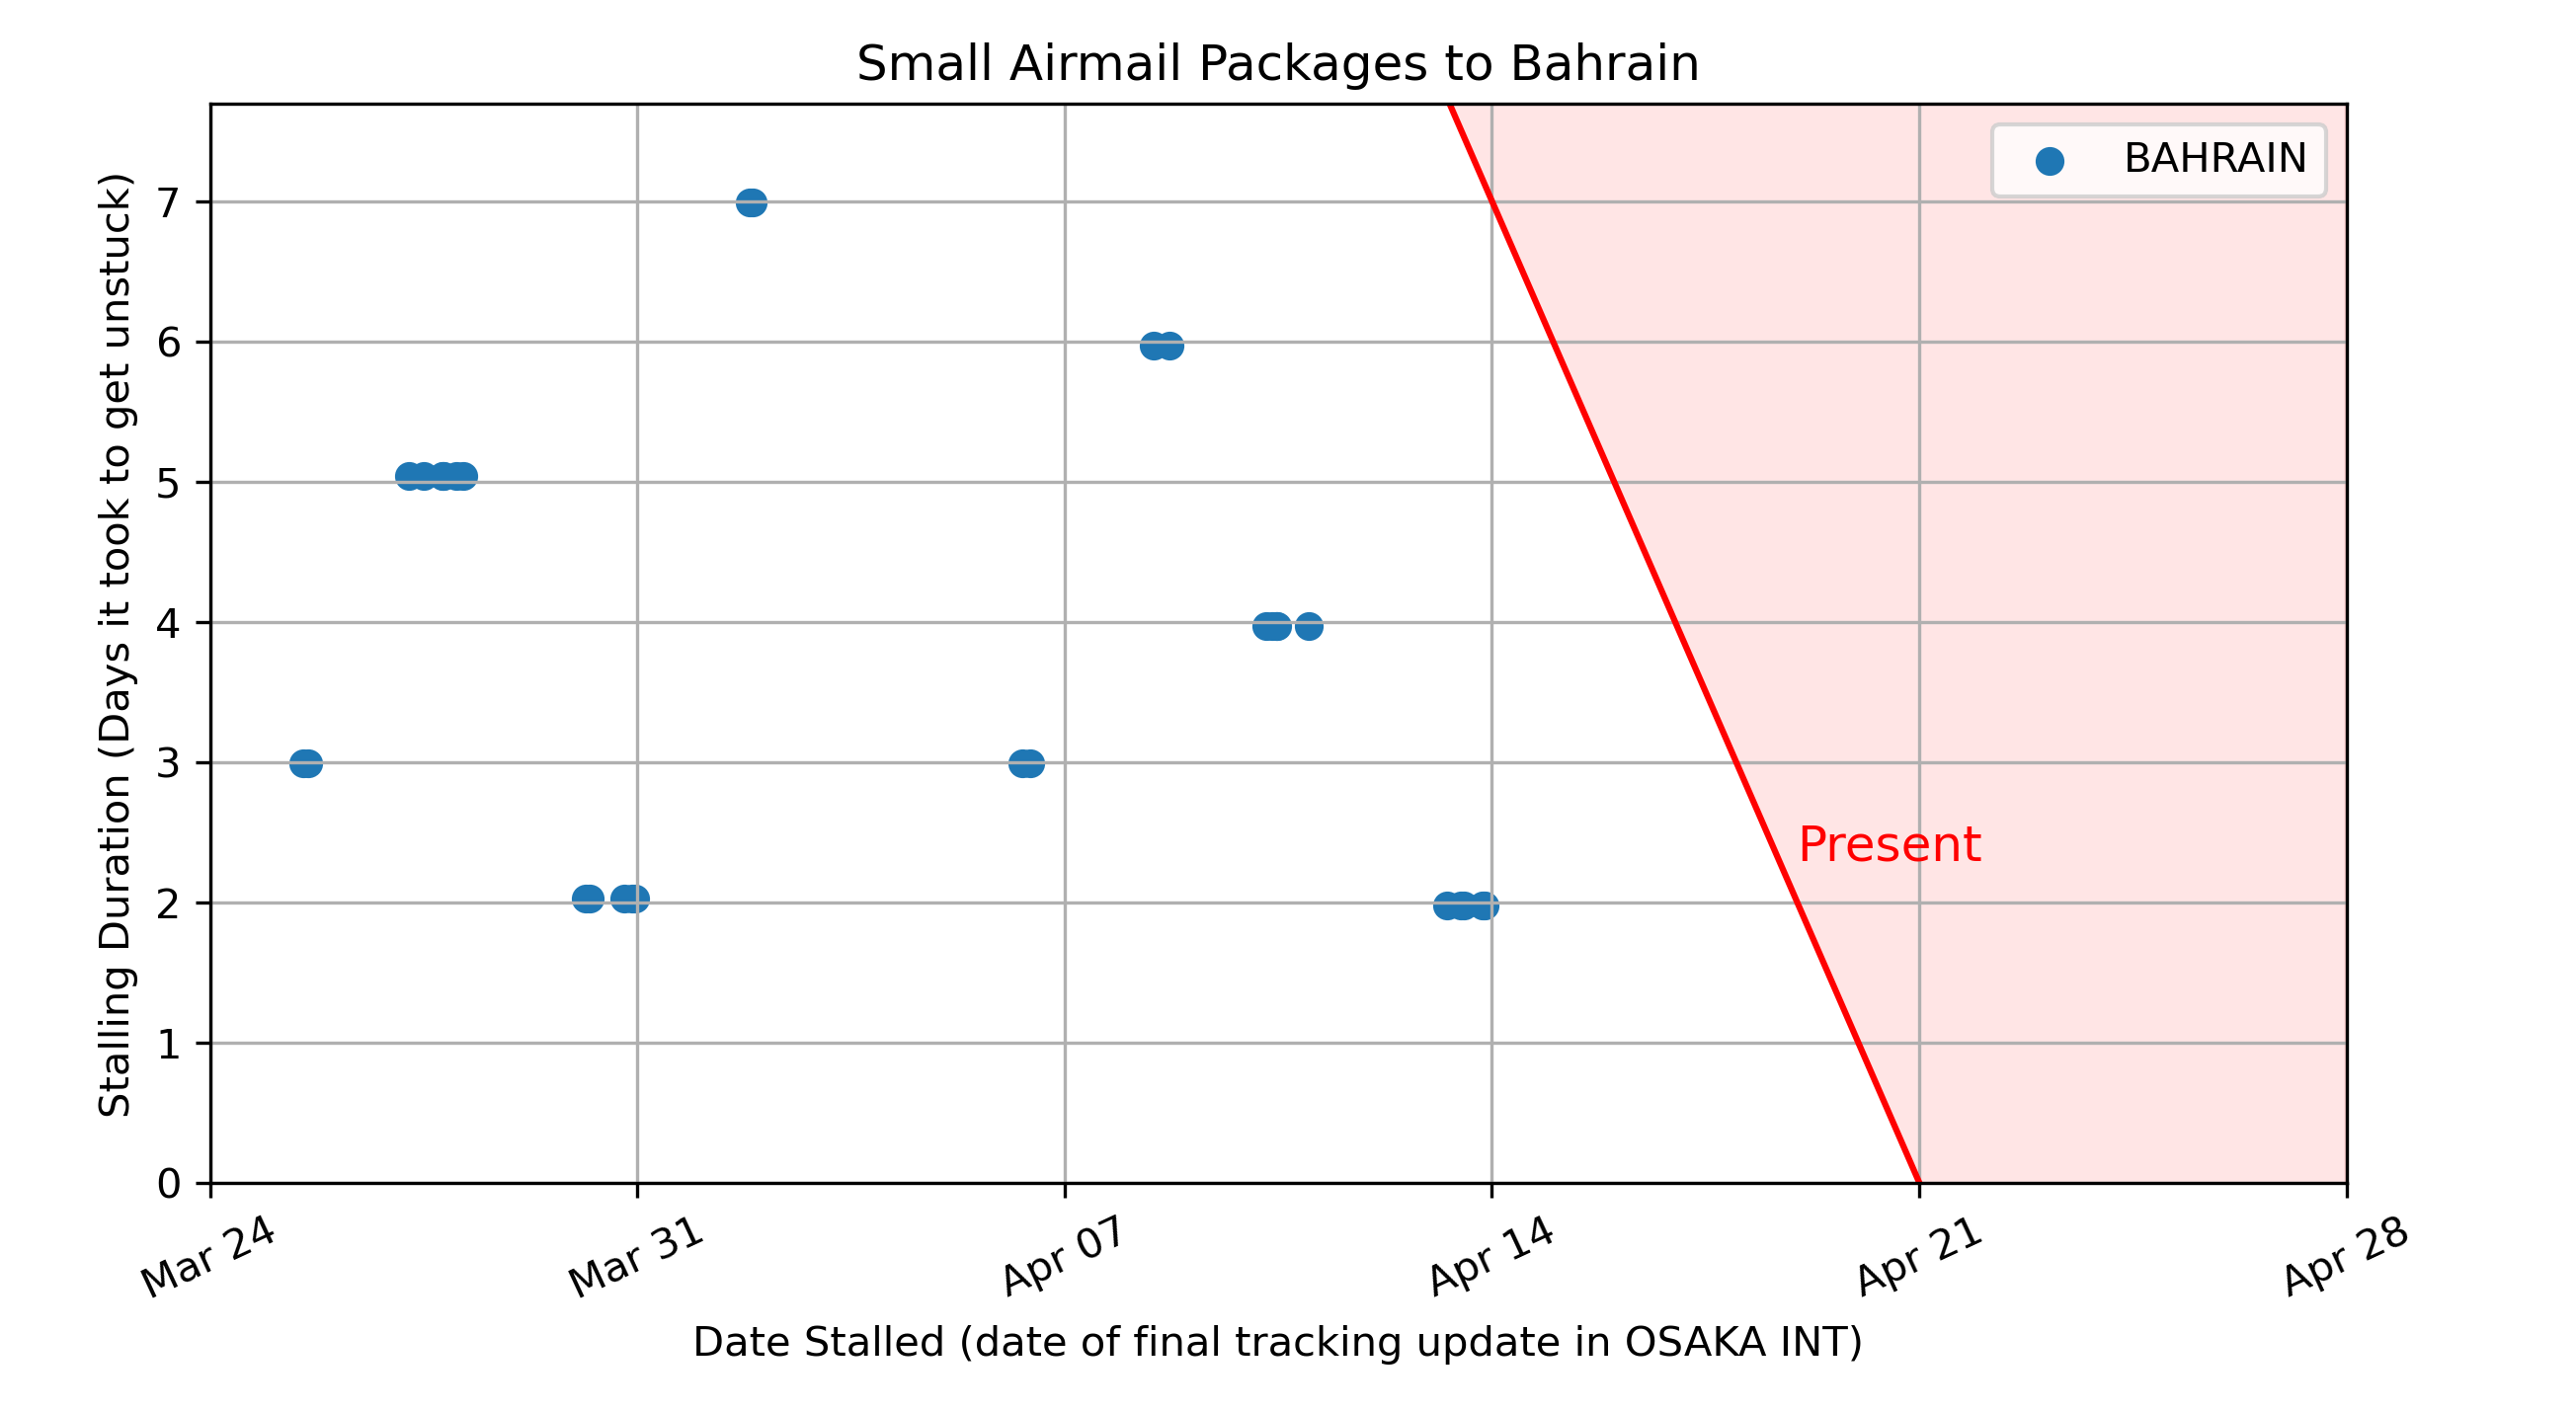 Small Airmail Packages to Bahrain
BAHRAIN
Stalling Duration (Days it took to get unstuck)
7
6
5
4
3
2
1
0
Present
Mar 24
Mar 31
Apr 07
Apr 14
Apr 21
Apr 28
Date Stalled (date of final tracking update in OSAKA INT)